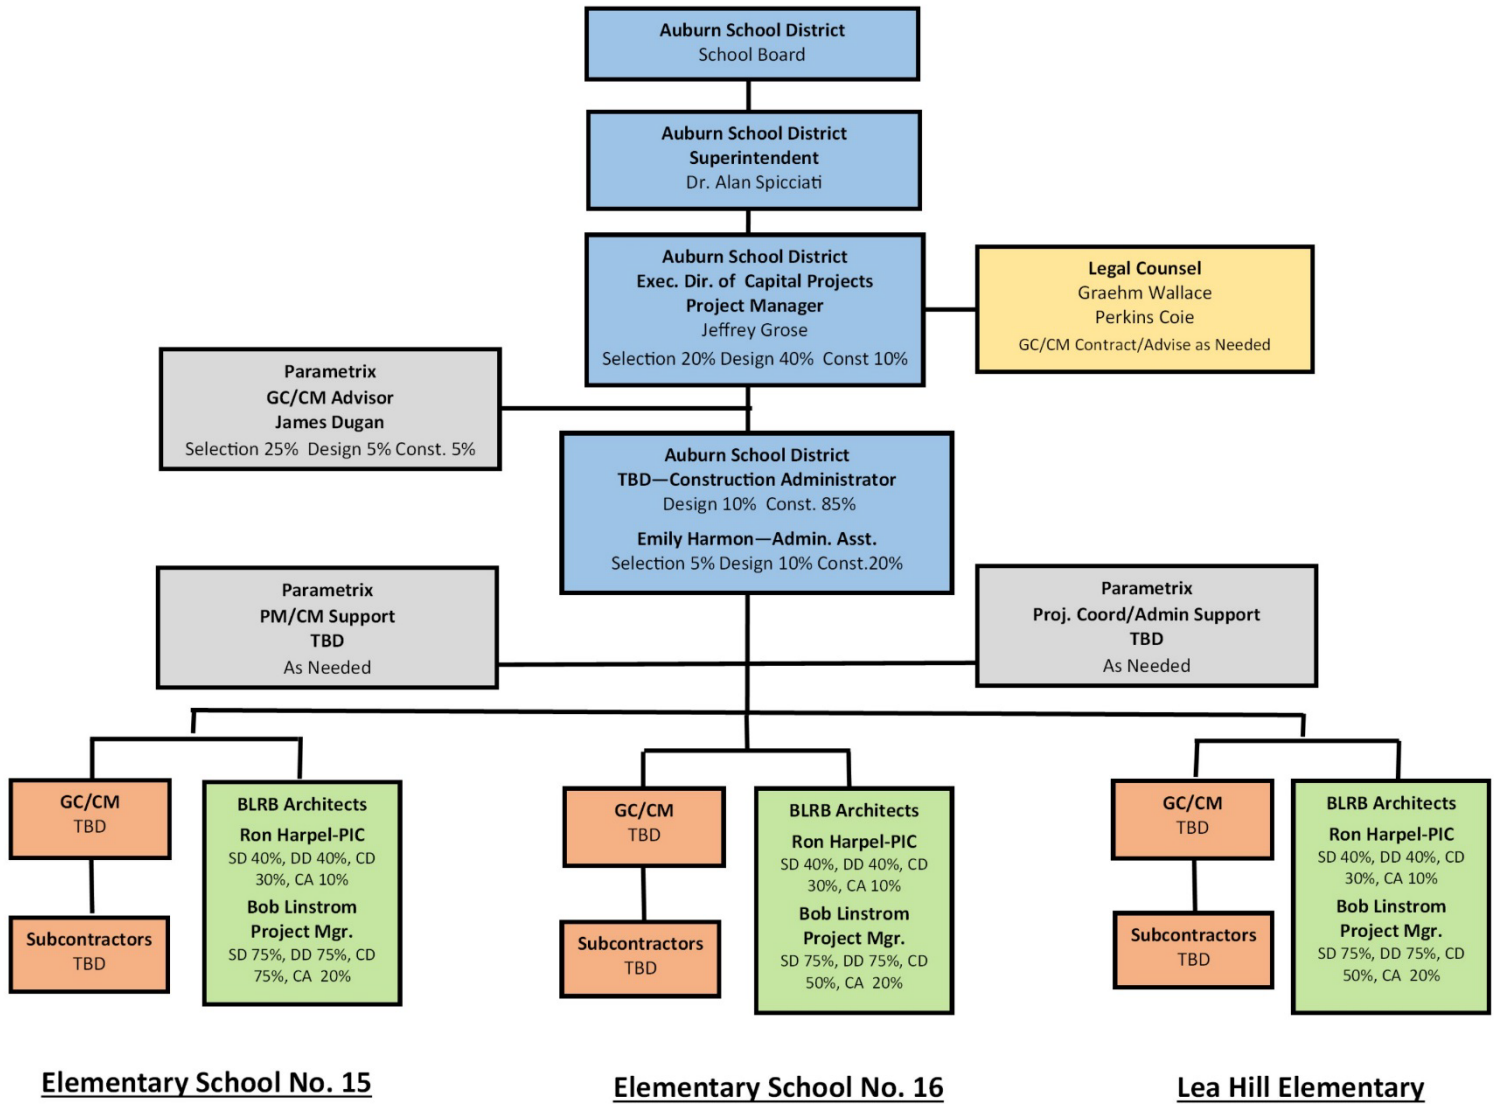 Auburn School District
School Board
Auburn School District
Superintendent
Dr. Alan Spicciati
Auburn School District
Exec. Dir. of Capital Projects
Project Manager
Jeffrey Grose
Selection 20% Design 40% Const 10%
Legal Counsel
Graehm Wallace
Perkins Coie
GC/CM Contract/Advise as Needed
Parametrix
GC/CM Advisor
James Dugan
Selection 25% Design 5% Const. 5%
Auburn School District
TBD—Construction Administrator
Design 10% Const. 85%
Emily Harmon—Admin. Asst.
Selection 5% Design 10% Const.20%
Parametrix
PM/CM Support
TBD
As Needed
Parametrix
Proj. Coord/Admin Support
TBD
As Needed
GC/CM
TBD
Subcontractors
TBD
BLRB Architects
Ron Harpel-PIC
SD 40%, DD 40%, CD
30%, CA 10%
Bob Linstrom
Project Mgr.
SD 75%, DD 75%, CD
75%, CA 20%
Elementary School No. 15
GC/CM
TBD
Subcontractors
TBD
BLRB Architects
Ron Harpel-PIC
SD 40%, DD 40%, CD
30%, CA 10%
Bob Linstrom
Project Mgr.
SD 75%, DD 75%, CD
50%, CA 20%
Elementary School No. 16
GC/CM
TBD
Subcontractors
TBD
BLRB Architects
Ron Harpel-PIC
SD 40%, DD 40%, CD
30%, CA 10%
Bob Linstrom
Project Mgr.
SD 75%, DD 75%, CD
50%, CA 20%
Lea Hill Elementary